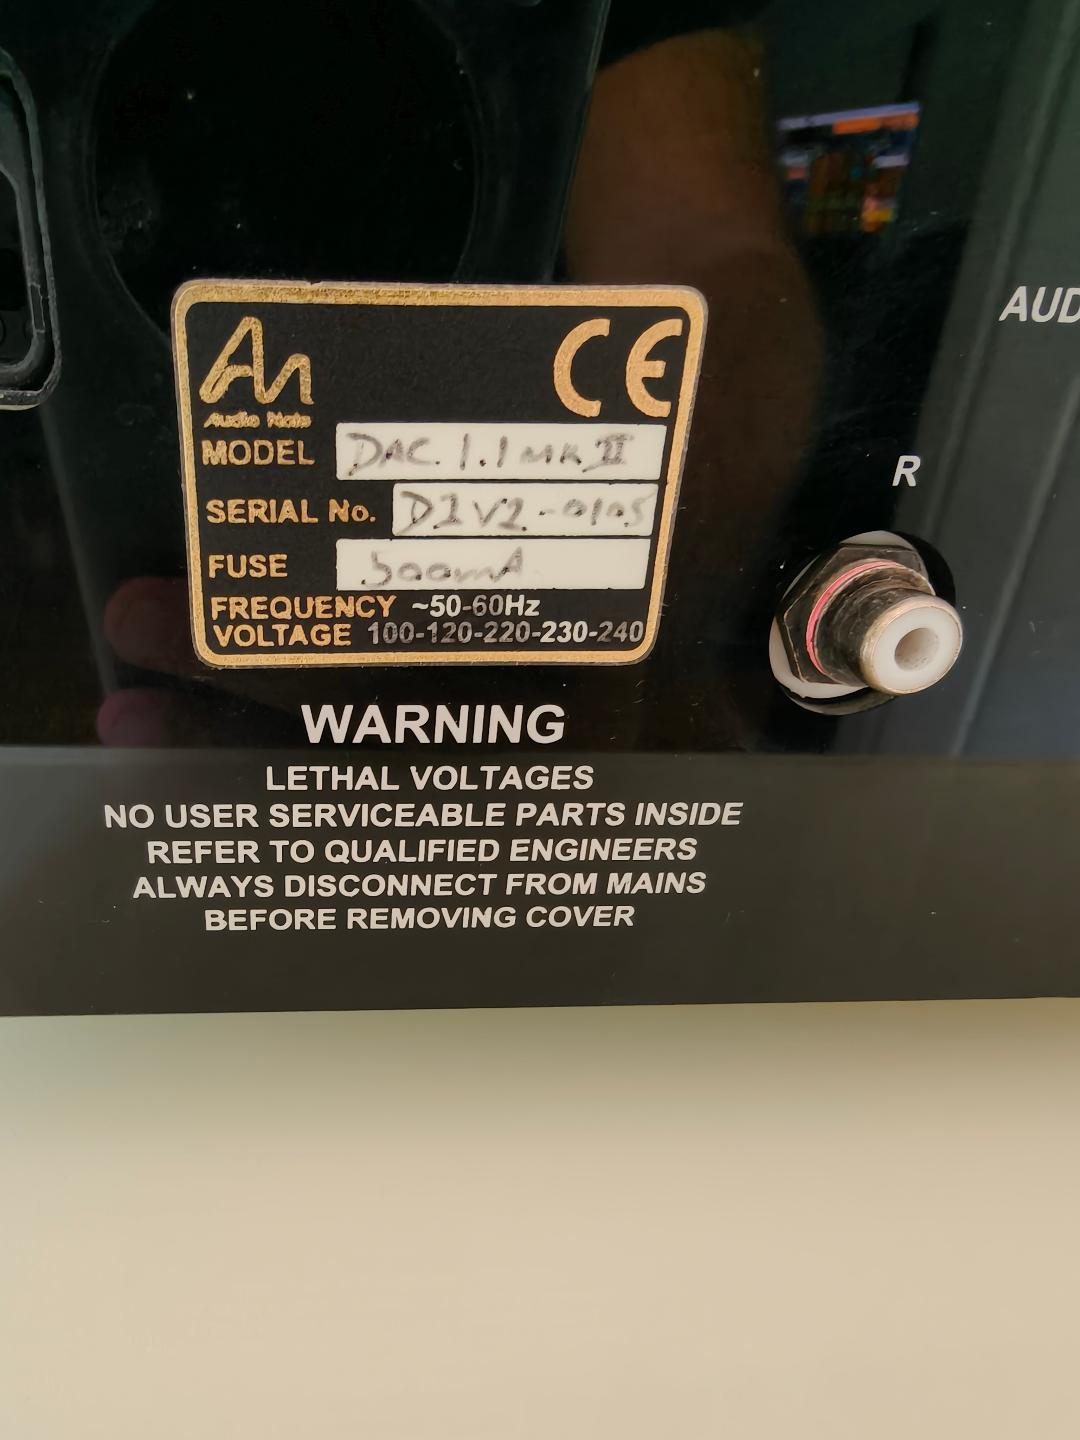 AUD
An
CE
Audio Note
MODEL DAC 1.1 MK II
SERIAL No. D1V2-0105
FUSE 500mA
FREQUENCY ~50-60Hz
VOLTAGE 100-120-220-230-240
R
WARNING
LETHAL VOLTAGES
NO USER SERVICEABLE PARTS INSIDE
REFER TO QUALIFIED ENGINEERS
ALWAYS DISCONNECT FROM MAINS
BEFORE REMOVING COVER